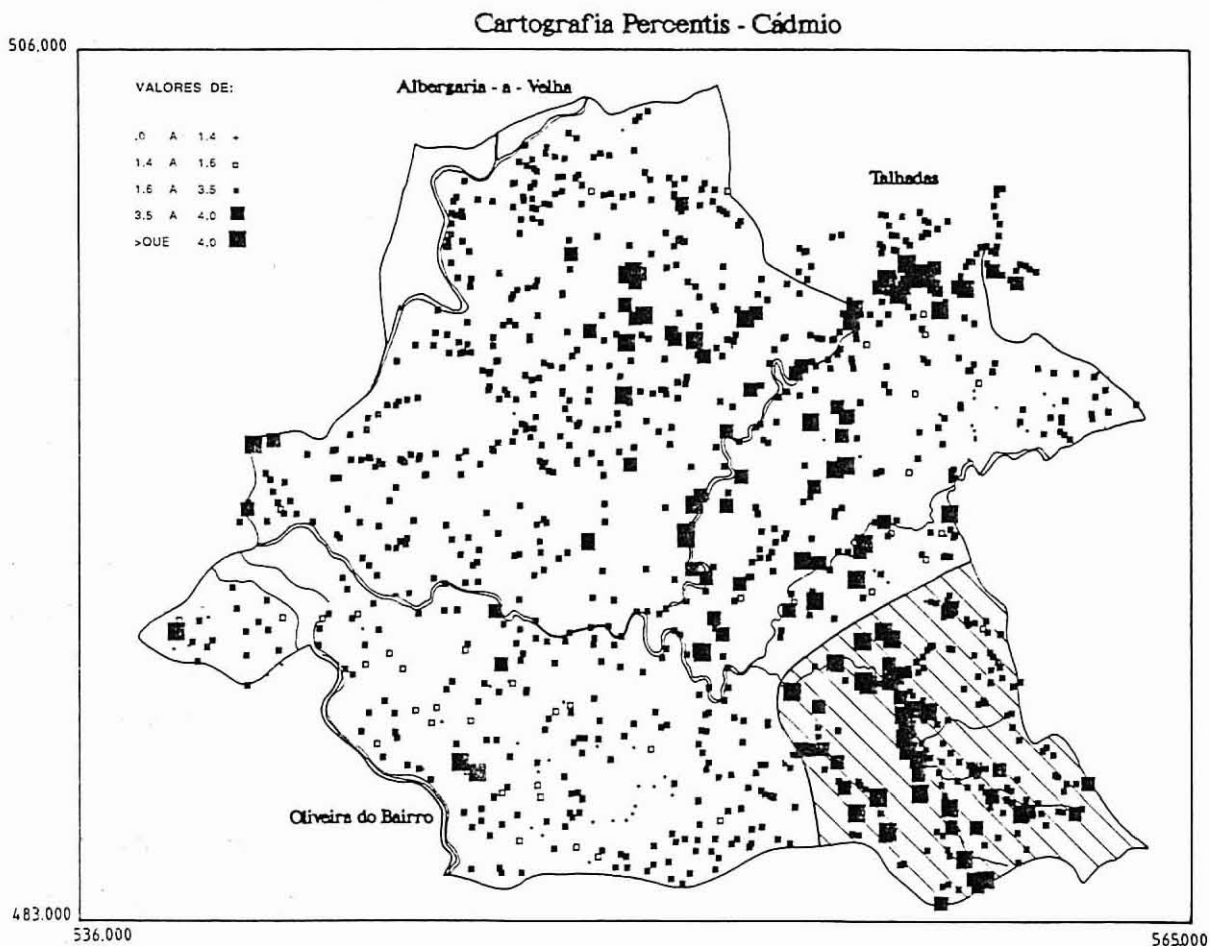 Cartografia Percentis - Cádmio
506.000
VALORES DE:
.0 A 1.4
1.4 A 1.6
1.6 A 3.5
3.5 A 4.0
>QUE 4.0
Albergaria - a - Velha
Talhadas
Oliveira do Bairro
483.000
536.000
565.000